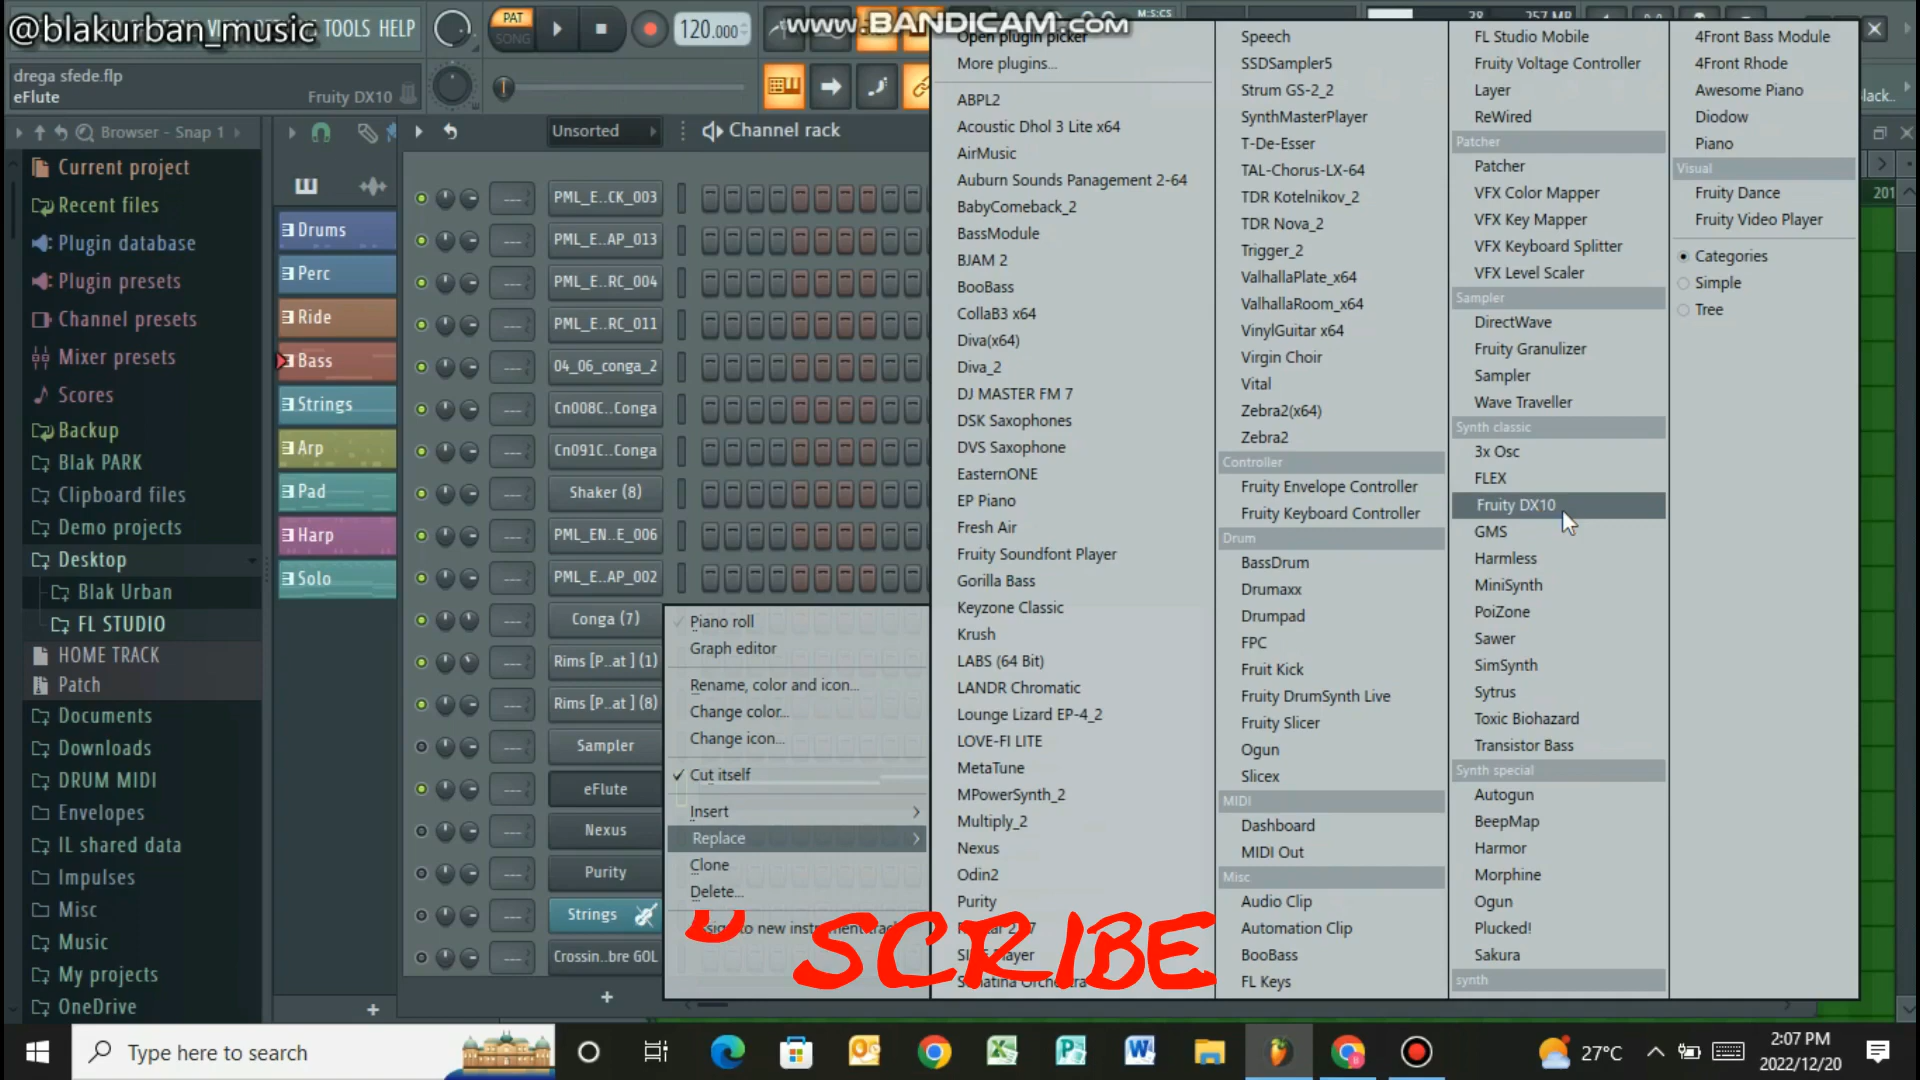 @blakurban_music
TOOLS HELP
PAT
SONG
120.000
www.BANDICAM.com
M:S:CS
38
257 MB
drega sfede.flp
eFlute
Fruity DX10
Browser - Snap 1
Unsorted
Channel rack
201
Current project
Recent files
Plugin database
Plugin presets
Channel presets
Mixer presets
Scores
Backup
Blak PARK
Clipboard files
Demo projects
Desktop
Blak Urban
FL STUDIO
HOME TRACK
Patch
Documents
Downloads
DRUM MIDI
Envelopes
IL shared data
Impulses
Misc
Music
My projects
OneDrive
Drums
Perc
Ride
Bass
Strings
Arp
Pad
Harp
Solo
PML_E..CK_003
PML_E..AP_013
PML_E..RC_004
PML_E..RC_011
04_06_conga_2
Cn008C..Conga
Cn091C..Conga
Shaker (8)
PML_EN..E_006
PML_E..AP_002
Conga (7)
Rims [P..at ] (1)
Rims [P..at ] (8)
Sampler
eFlute
Nexus
Purity
Strings
Crossin..bre GOL
Piano roll
Graph editor
Rename, color and icon...
Change color...
Change icon...
Cut itself
Insert
Replace
Clone
Delete...
SCRIBE
Open plugin picker
More plugins...
ABPL2
Acoustic Dhol 3 Lite x64
AirMusic
Auburn Sounds Panagement 2-64
BabyComeback_2
BassModule
BJAM 2
BooBass
CollaB3 x64
Diva(x64)
Diva_2
DJ MASTER FM 7
DSK Saxophones
DVS Saxophone
EasternONE
EP Piano
Fresh Air
Fruity Soundfont Player
Gorilla Bass
Keyzone Classic
Krush
LABS (64 Bit)
LANDR Chromatic
Lounge Lizard EP-4_2
LOVE-FI LITE
MetaTune
MPowerSynth_2
Multiply_2
Nexus
Odin2
Purity
Speech
SSDSampler5
Strum GS-2_2
SynthMasterPlayer
T-De-Esser
TAL-Chorus-LX-64
TDR Kotelnikov_2
TDR Nova_2
Trigger_2
ValhallaPlate_x64
ValhallaRoom_x64
VinylGuitar x64
Virgin Choir
Vital
Zebra2(x64)
Zebra2
Controller
Fruity Envelope Controller
Fruity Keyboard Controller
Drum
BassDrum
Drumaxx
Drumpad
FPC
Fruit Kick
Fruity DrumSynth Live
Fruity Slicer
Ogun
Slicex
MIDI
Dashboard
MIDI Out
Misc
Audio Clip
Automation Clip
BooBass
FL Keys
FL Studio Mobile
Fruity Voltage Controller
Layer
ReWired
Patcher
Patcher
VFX Color Mapper
VFX Key Mapper
VFX Keyboard Splitter
VFX Level Scaler
Sampler
DirectWave
Fruity Granulizer
Sampler
Wave Traveller
Synth classic
3x Osc
FLEX
Fruity DX10
GMS
Harmless
MiniSynth
PoiZone
Sawer
SimSynth
Sytrus
Toxic Biohazard
Transistor Bass
Synth special
Autogun
BeepMap
Harmor
Morphine
Ogun
Plucked!
Sakura
synth
4Front Bass Module
4Front Rhode
Awesome Piano
Diodow
Piano
Visual
Fruity Dance
Fruity Video Player
Categories
Simple
Tree
Type here to search
27°C
2:07 PM
2022/12/20